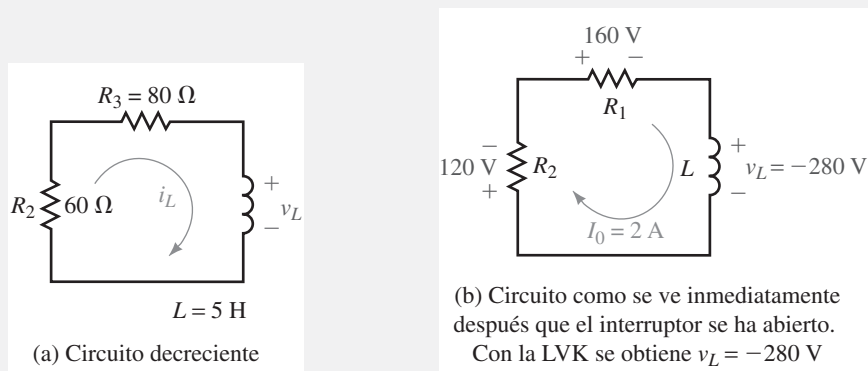 R3 = 80 Ω
R2
60 Ω
iL
+
vL
−
L = 5 H
(a) Circuito decreciente
160 V
+ −
R1
−
120 V
+
R2
L
+
vL = −280 V
−
I0 = 2 A
(b) Circuito como se ve inmediatamente
después que el interruptor se ha abierto.
Con la LVK se obtiene vL = −280 V